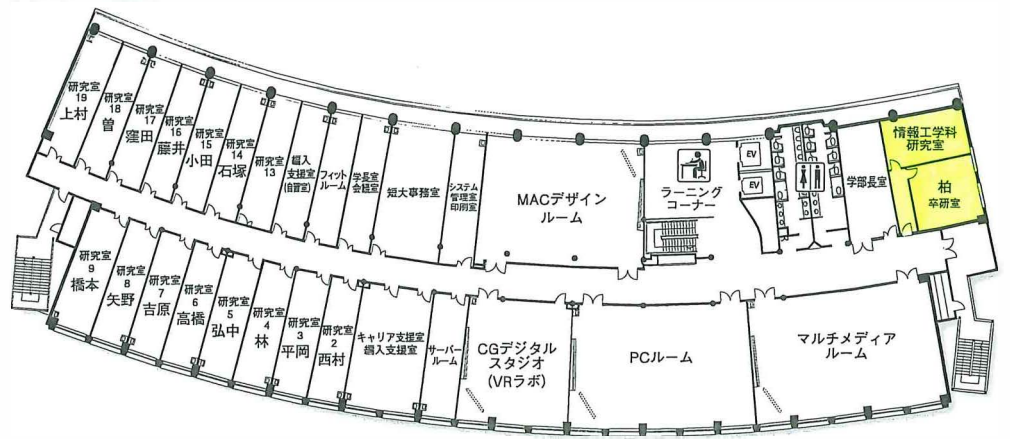 研究室
19
上村
研究室
18
曽
研究室
17
窪田
研究室
16
藤井
研究室
15
小田
研究室
14
石塚
研究室
13
編入
支援室
(自習室)
フィット
ルーム
学長室
会議室
短大事務室
システム
管理室
印刷室
MACデザイン
ルーム
ラーニング
コーナー
EV
EV
学部長室
情報工学科
研究室
柏
卒研室
研究室
9
橋本
研究室
8
矢野
研究室
7
吉原
研究室
6
高橋
研究室
5
弘中
研究室
4
林
研究室
3
平岡
研究室
2
西村
キャリア支援室
編入支援室
サーバー
ルーム
CGデジタル
スタジオ
(VRラボ)
PCルーム
マルチメディア
ルーム